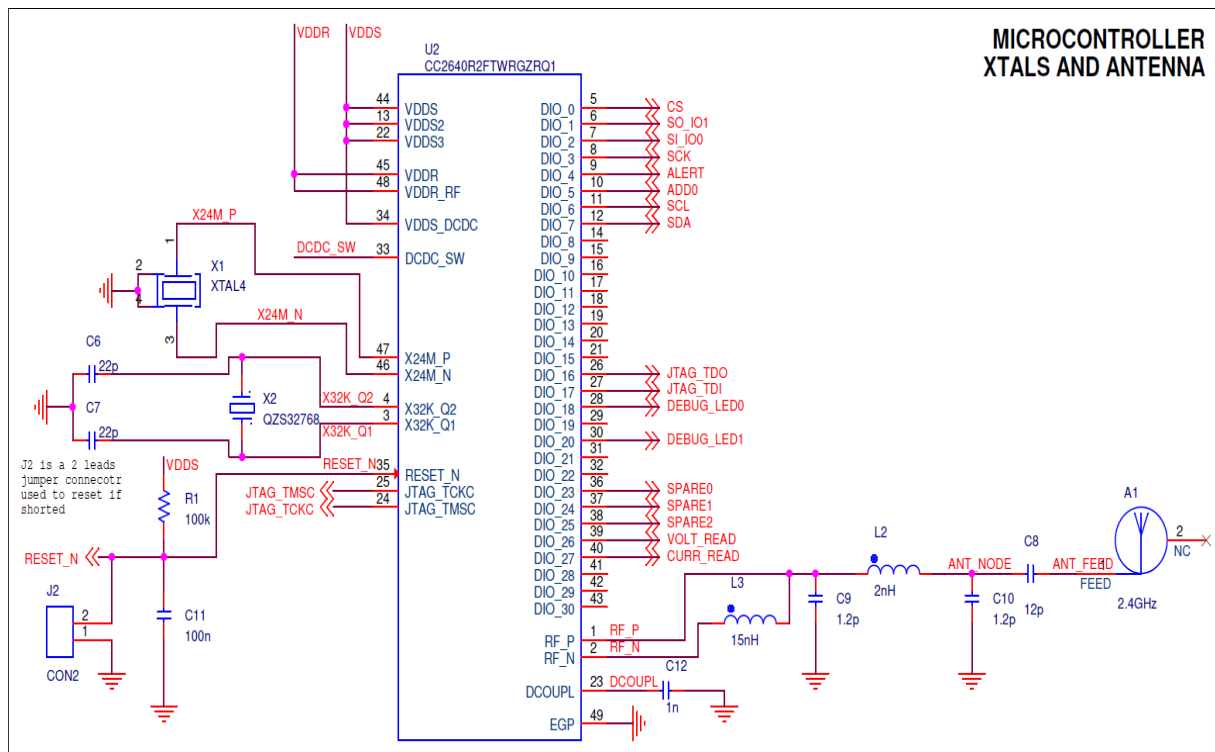 MICROCONTROLLER
XTALS AND ANTENNA
VDDR
VDDS
U2
CC2640R2FTWRGZRQ1
44 VDDS
13 VDDS2
22 VDDS3
45 VDDR
48 VDDR_RF
34 VDDS_DCDC
DCDC_SW 33 DCDC_SW
X24M_P
1
2
4
X1
XTAL4
3
X24M_N
47 X24M_P
46 X24M_N
C6
22p
C7
22p
X2
QZS32768
X32K_Q2 4 X32K_Q2
X32K_Q1 3 X32K_Q1
J2 is a 2 leads
jumper connecotr
used to reset if
shorted
VDDS
R1
100k
RESET_N 35 RESET_N
JTAG_TMSC 25 JTAG_TCKC
JTAG_TCKC 24 JTAG_TMSC
RESET_N
J2
2
1
CON2
C11
100n
DIO_0 5 CS
DIO_1 6 SO_IO1
DIO_2 7 SI_IO0
DIO_3 8 SCK
DIO_4 9 ALERT
DIO_5 10 ADD0
DIO_6 11 SCL
DIO_7 12 SDA
DIO_8 14
DIO_9 15
DIO_10 16
DIO_11 17
DIO_12 18
DIO_13 19
DIO_14 20
DIO_15 21
DIO_16 26 JTAG_TDO
DIO_17 27 JTAG_TDI
DIO_18 28 DEBUG_LED0
DIO_19 29
DIO_20 30 DEBUG_LED1
DIO_21 31
DIO_22 32
DIO_23 36 SPARE0
DIO_24 37 SPARE1
DIO_25 38 SPARE2
DIO_26 39 VOLT_READ
DIO_27 40 CURR_READ
DIO_28 41
DIO_29 42
DIO_30 43
RF_P 1 RF_P
RF_N 2 RF_N
DCOUPL 23 DCOUPL
C12
1n
EGP 49
L3
15nH
C9
1.2p
L2
2nH
ANT_NODE
C10
1.2p
C8
12p
ANT_FEED
1
FEED
A1
2
NC
2.4GHz